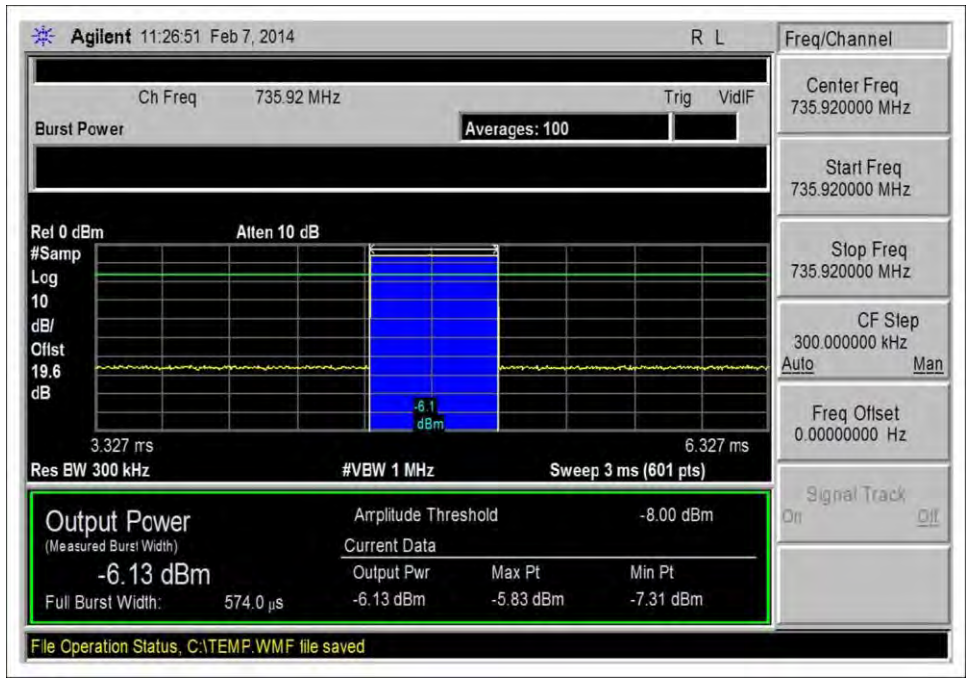 Agilent 11:26:51 Feb 7, 2014 R L
Freq/Channel
Ch Freq 735.92 MHz Trig VidIF
Burst Power Averages: 100
Center Freq
735.920000 MHz
Start Freq
735.920000 MHz
Stop Freq
735.920000 MHz
CF Step
300.000000 kHz
Auto Man
Freq Offset
0.00000000 Hz
Signal Track
On Off
Ref 0 dBm Atten 10 dB
#Samp
Log
10
dB/
Offst
19.6
dB
-6.1
dBm
3.327 ms 6.327 ms
Res BW 300 kHz #VBW 1 MHz Sweep 3 ms (601 pts)
Output Power
(Measured Burst Width)
-6.13 dBm
Full Burst Width: 574.0 μs
Amplitude Threshold -8.00 dBm
Current Data
Output Pwr Max Pt Min Pt
-6.13 dBm -5.83 dBm -7.31 dBm
File Operation Status, C:\TEMP.WMF file saved